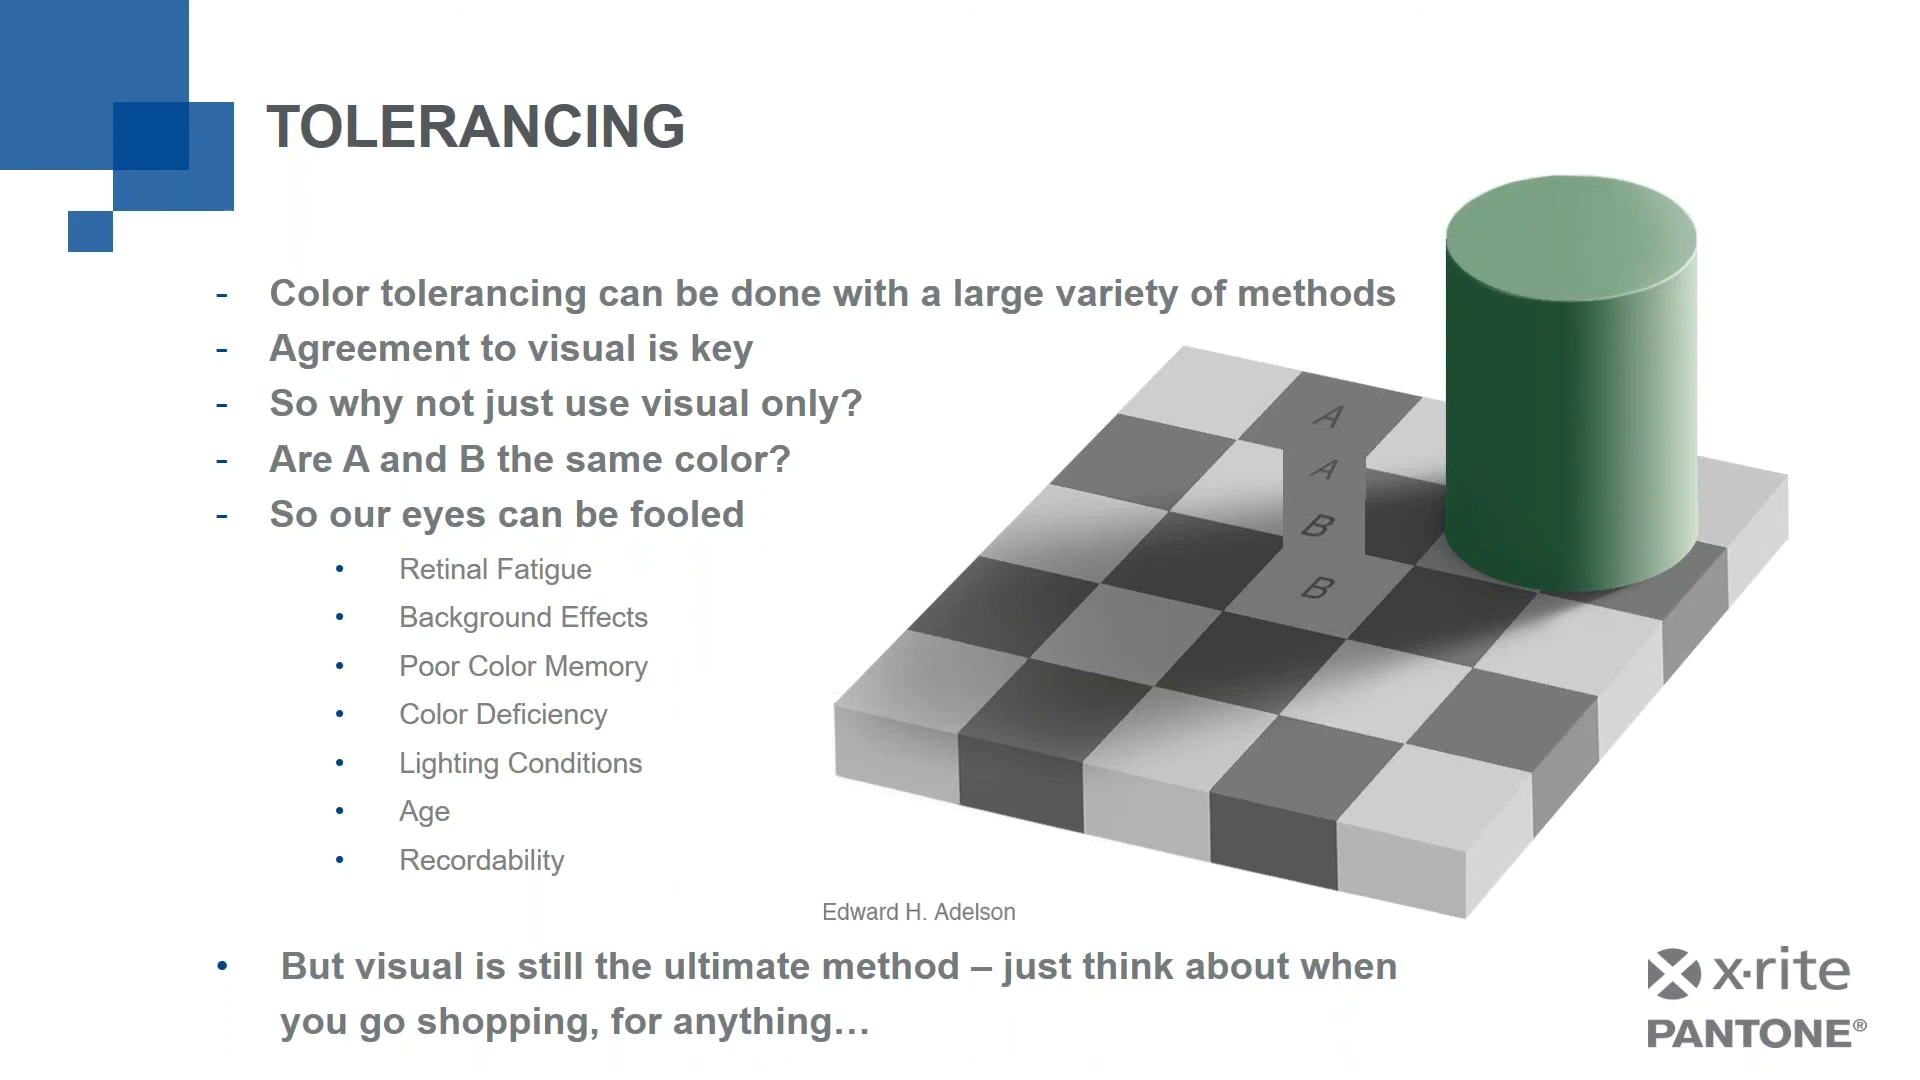 TOLERANCING
- Color tolerancing can be done with a large variety of methods
- Agreement to visual is key
- So why not just use visual only?
- Are A and B the same color?
- So our eyes can be fooled
• Retinal Fatigue
• Background Effects
• Poor Color Memory
• Color Deficiency
• Lighting Conditions
• Age
• Recordability
A
A
B
B
Edward H. Adelson
• But visual is still the ultimate method – just think about when
you go shopping, for anything…
x·rite
PANTONE®